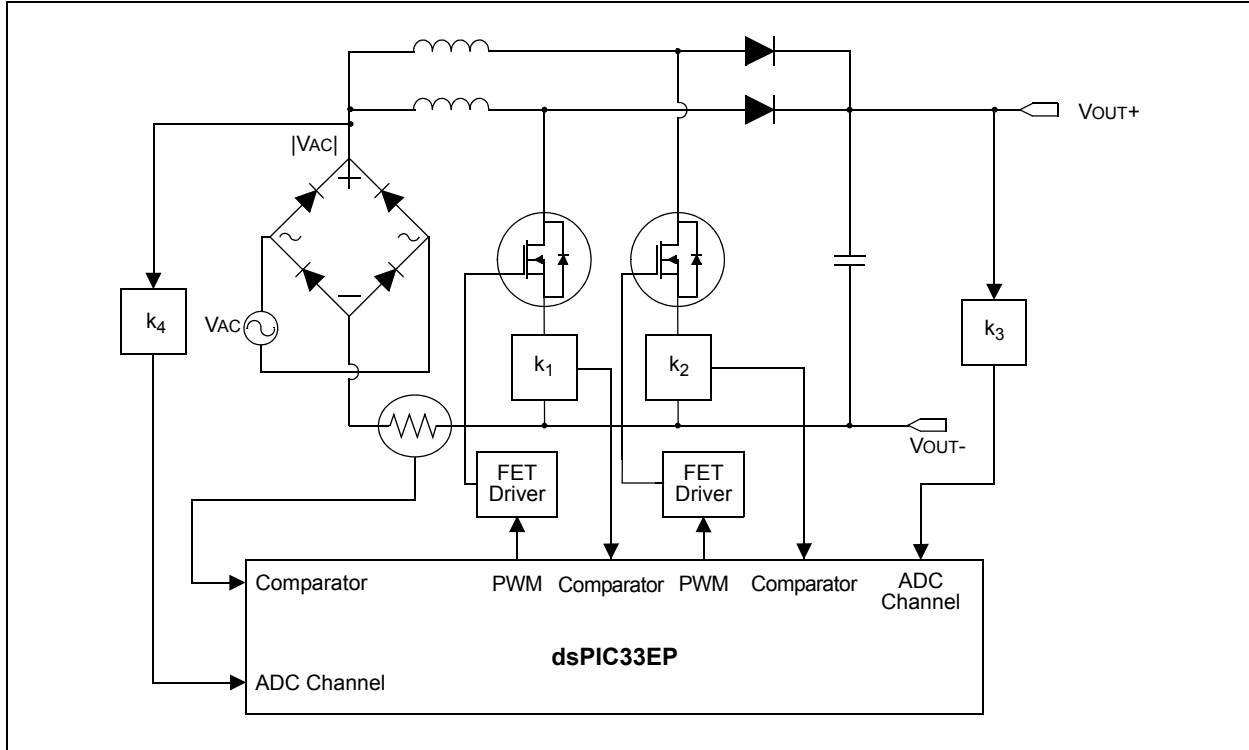 VOUT+
|VAC|
+
~
~
–
VAC
k4
k1
k2
k3
VOUT-
FET
Driver
FET
Driver
Comparator
PWM
Comparator
PWM
Comparator
ADC
Channel
dsPIC33EP
ADC Channel